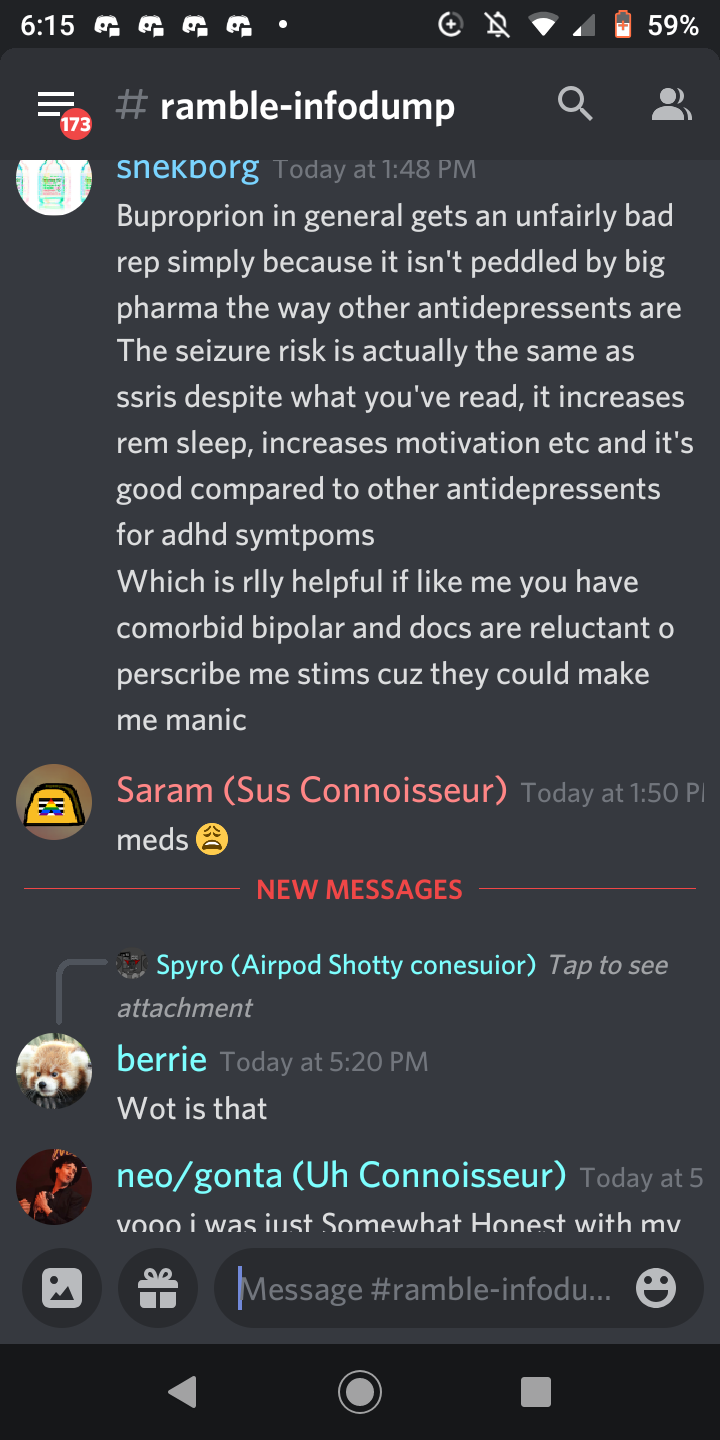 6:15 59%
173
# ramble-infodump
shekborg Today at 1:48 PM
Buproprion in general gets an unfairly bad
rep simply because it isn't peddled by big
pharma the way other antidepressents are
The seizure risk is actually the same as
ssris despite what you've read, it increases
rem sleep, increases motivation etc and it's
good compared to other antidepressents
for adhd symtpoms
Which is rlly helpful if like me you have
comorbid bipolar and docs are reluctant o
perscribe me stims cuz they could make
me manic
Saram (Sus Connoisseur) Today at 1:50 P
meds 😩
NEW MESSAGES
Spyro (Airpod Shotty conesuior) Tap to see
attachment
berrie Today at 5:20 PM
Wot is that
neo/gonta (Uh Connoisseur) Today at 5
yooo i was just Somewhat Honest with my
Message #ramble-infodu...